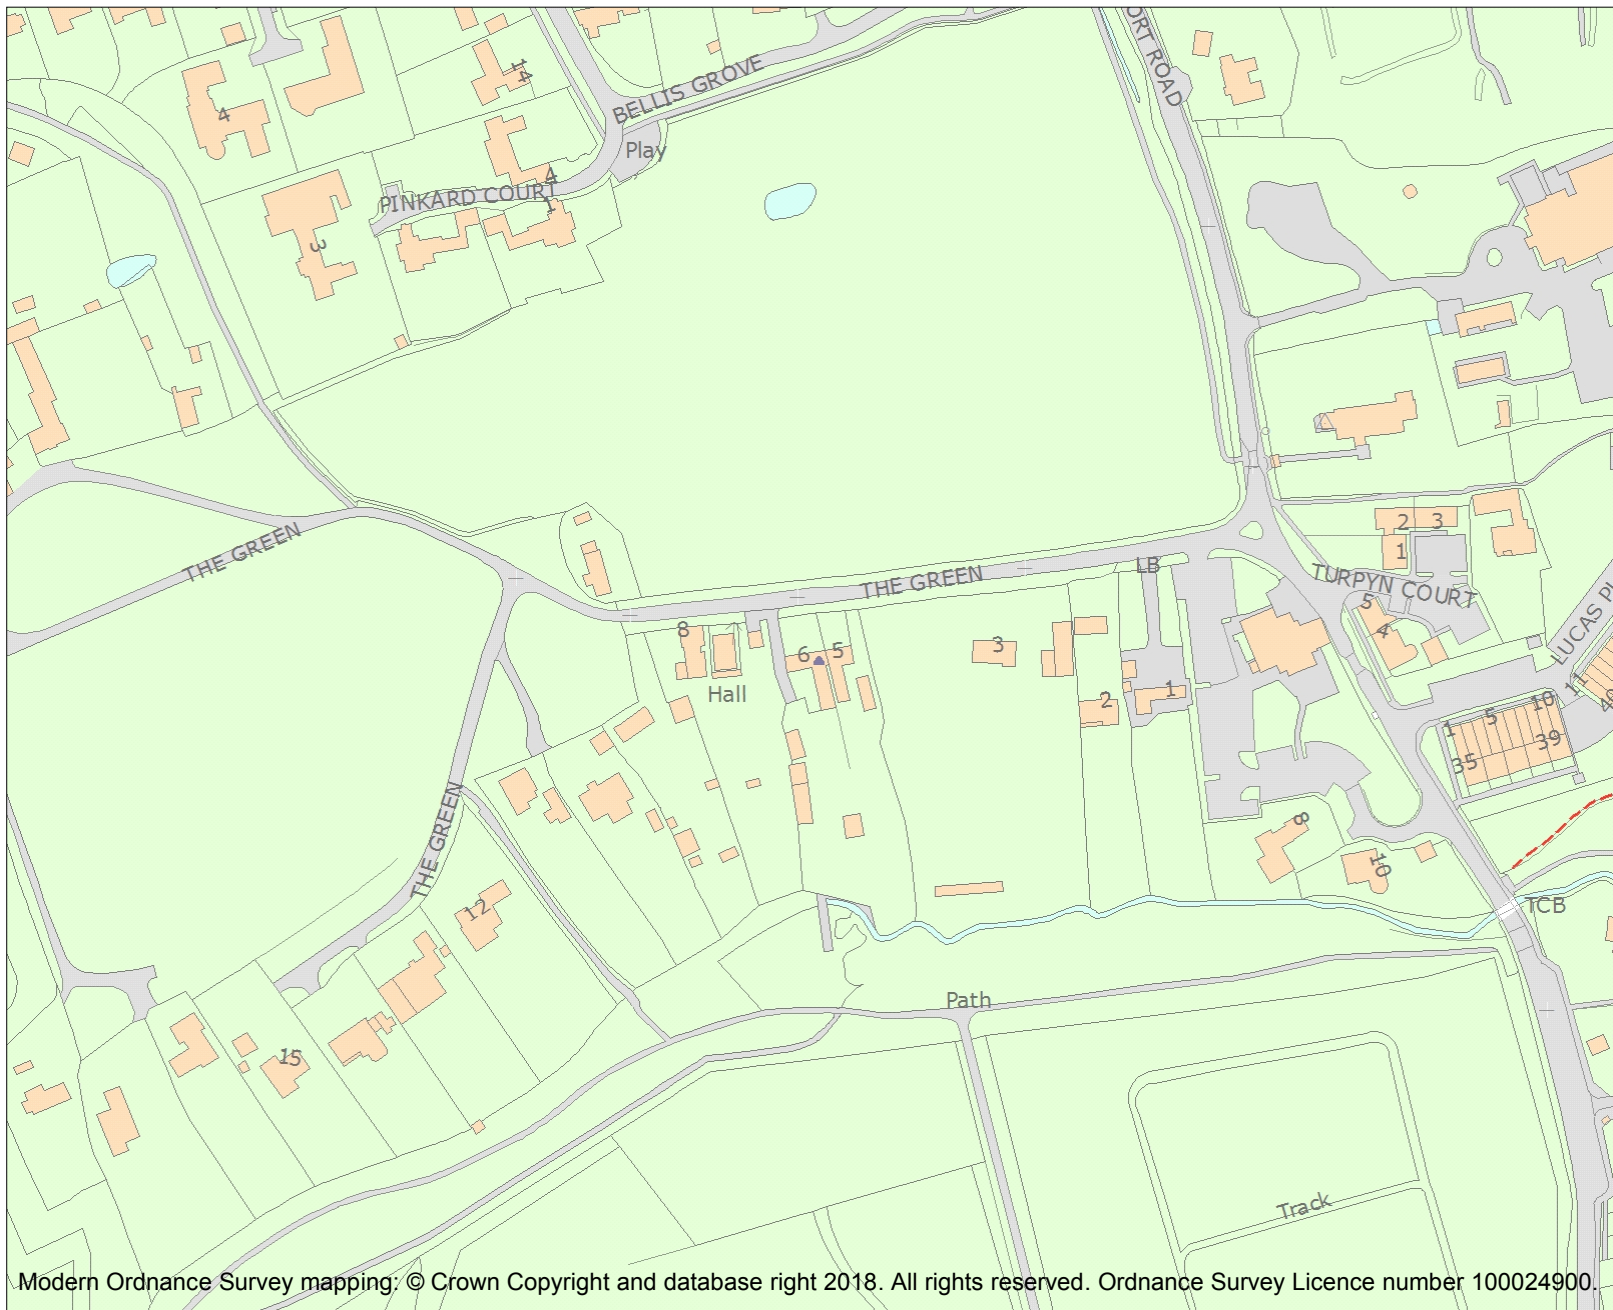 ORT ROAD
14
BELLIS GROVE
4
Play
4
PINKARD COURT
1
3
2
3
1
THE GREEN
LB
THE GREEN
TURPYN COURT
5
4
LUCAS PL
8
6
5
3
Hall
2
1
11
10
40
1
5
39
35
THE GREEN
8
10
12
TCB
Path
15
Track
Modern Ordnance Survey mapping: © Crown Copyright and database right 2018. All rights reserved. Ordnance Survey Licence number 100024900.